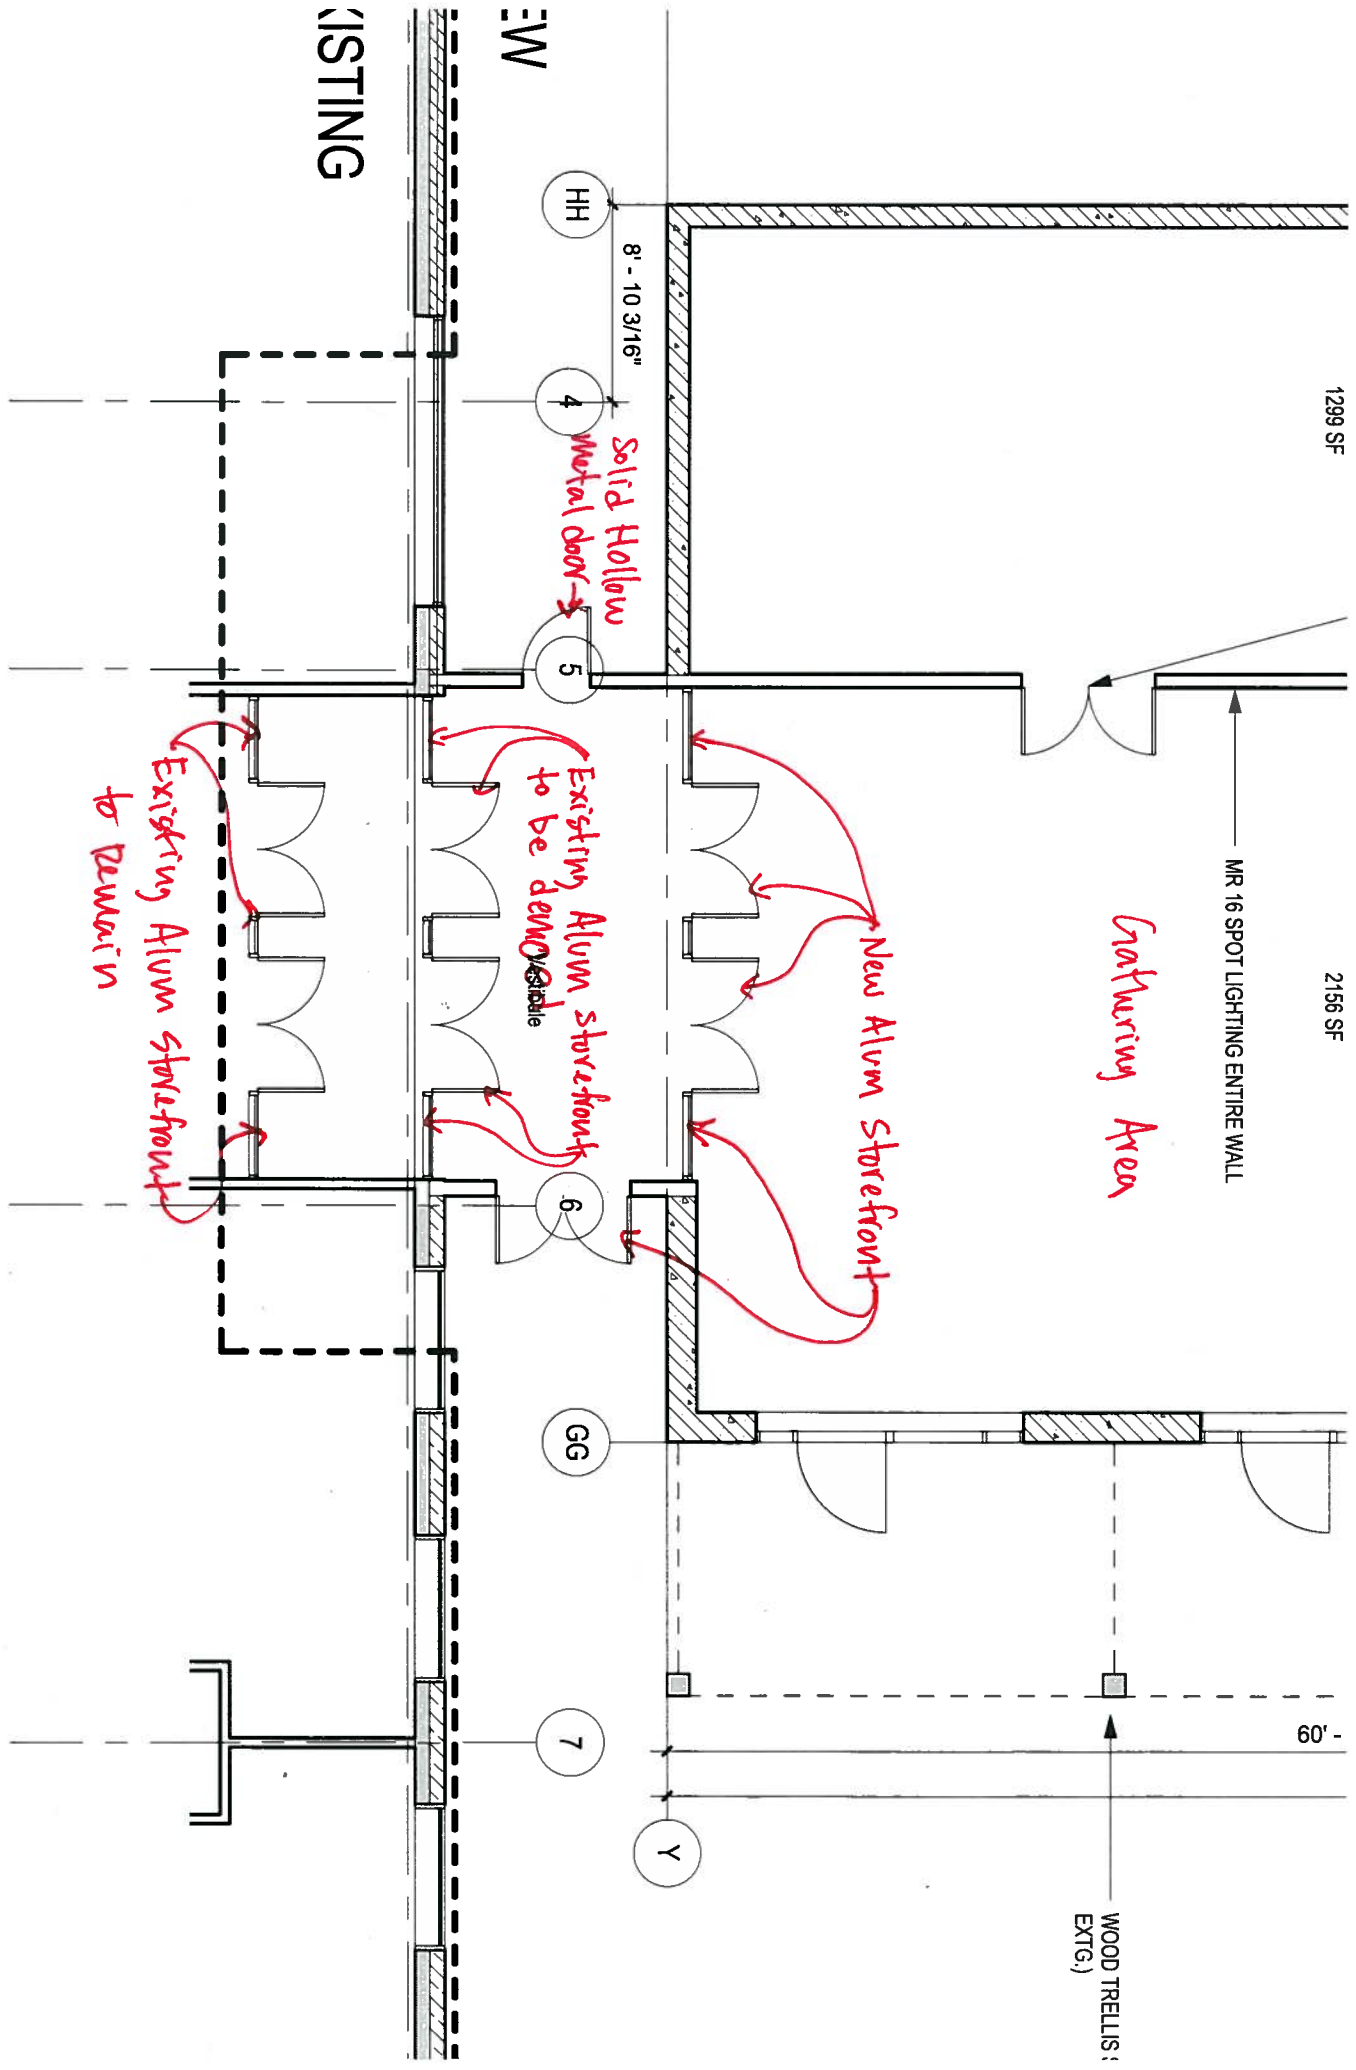 1299 SF
2156 SF
60' -
MR 16 SPOT LIGHTING ENTIRE WALL
WOOD TRELLIS
EXTG.)
Gathering Area
New Alum Storefront
Y
8' - 10 3/16"
Solid Hollow
metal door
HH
4
5
6
GG
7
Existing Alum storefront
to be demo'ed
Vestibule
EW
XISTING
Existing Alum storefront
to remain